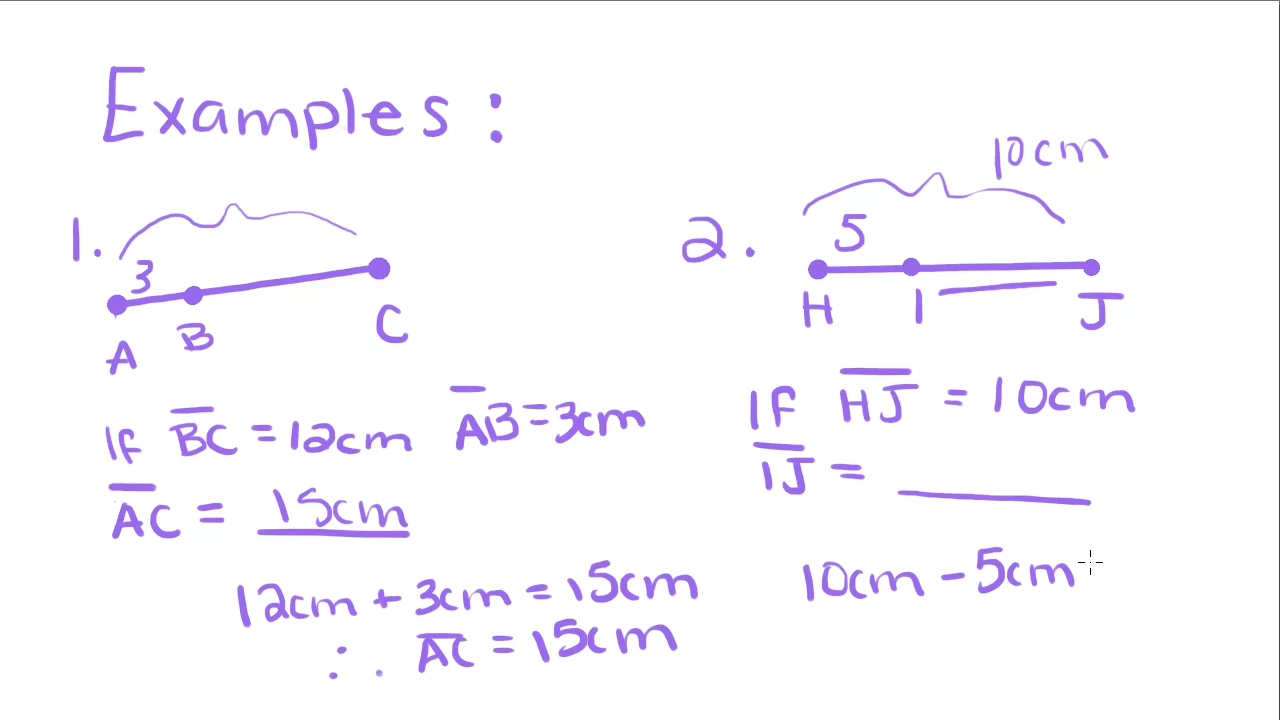 Examples:
1.
3
A B C
If BC = 12cm AB = 3cm
AC = 15cm
12cm + 3cm = 15cm
∴ AC = 15cm
2.
10cm
5
H I J
If HJ = 10cm
IJ =
10cm - 5cm